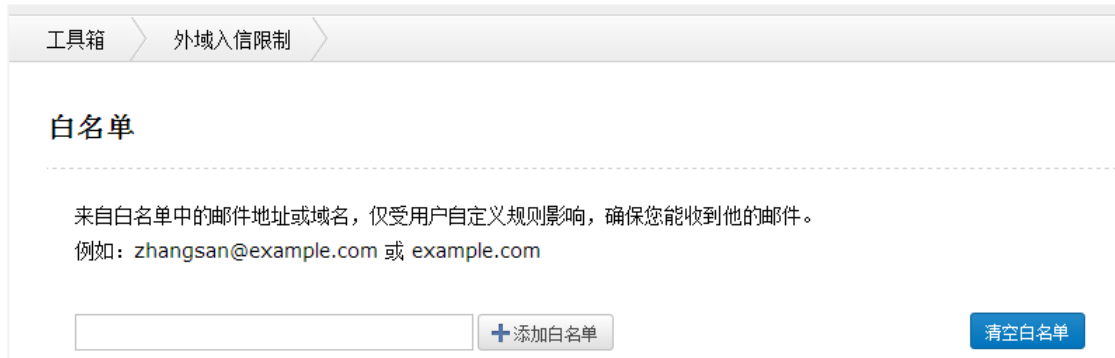 工具箱 外域入信限制
白名单
来自白名单中的邮件地址或域名，仅受用户自定义规则影响，确保您能收到他的邮件。
例如：zhangsan@example.com 或 example.com
添加白名单 清空白名单